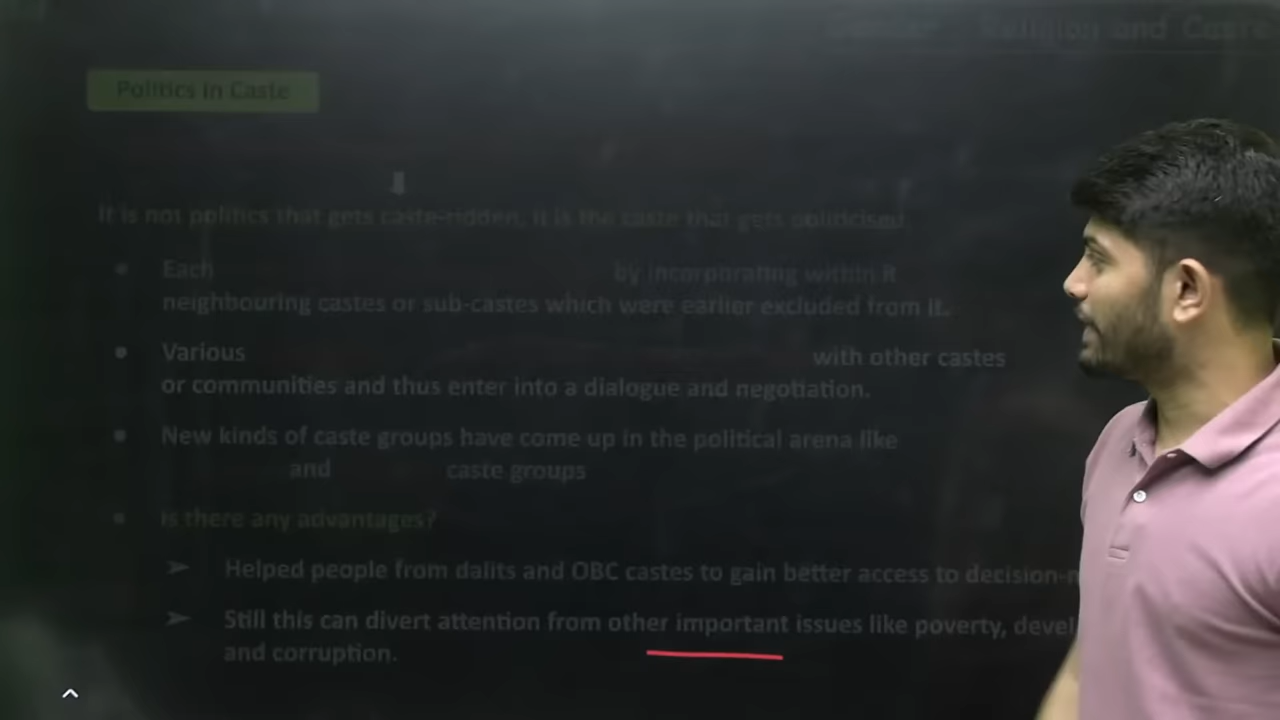 Religion and Caste
Politics in Caste
It is not politics that gets caste-ridden, it is the caste that gets politicised.
Each by incorporating within it
neighbouring castes or sub-castes which were earlier excluded from it.
Various with other castes
or communities and thus enter into a dialogue and negotiation.
New kinds of caste groups have come up in the political arena like
and caste groups
Is there any advantages?
Helped people from dalits and OBC castes to gain better access to
Still this can divert attention from other important issues like poverty,
and corruption.